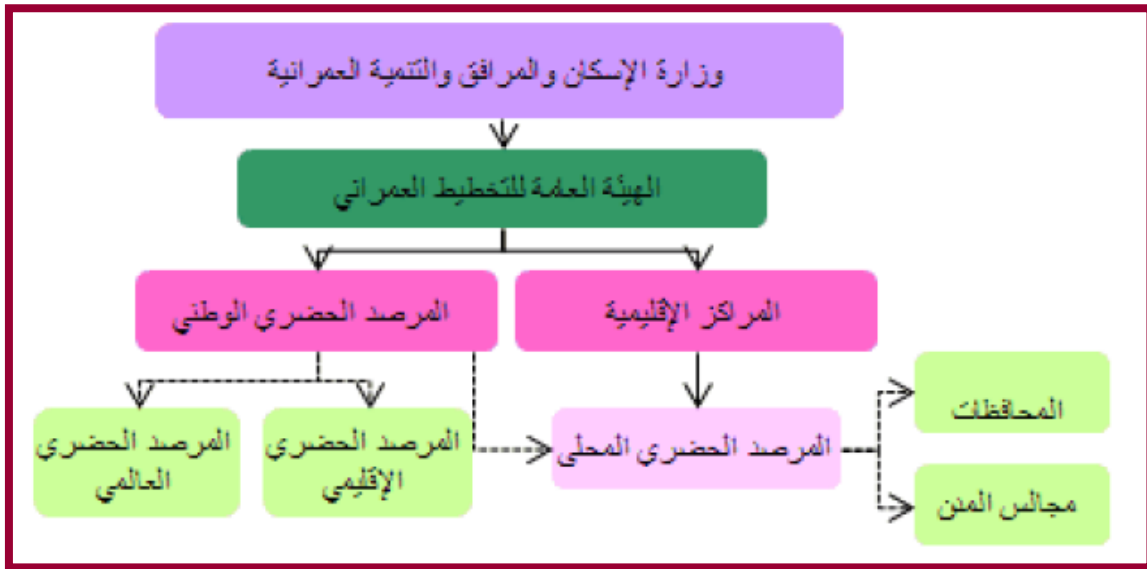 وزارة الإسكان والمرافق والتنمية العمرانية
الهيئة العامة للتخطيط العمراني
المراكز الإقليمية
المرصد الحضري الوطني
المحافظات
المرصد الحضري المحلى
المرصد الحضري
الإقليمي
المرصد الحضري
العالمي
مجالس المدن